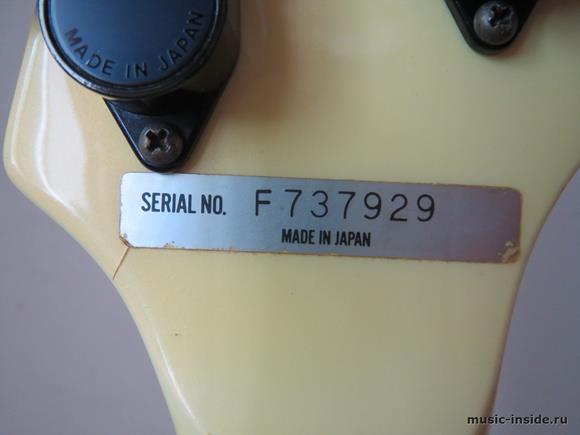 MADE IN JAPAN
SERIAL NO. F737929
MADE IN JAPAN
music-inside.ru